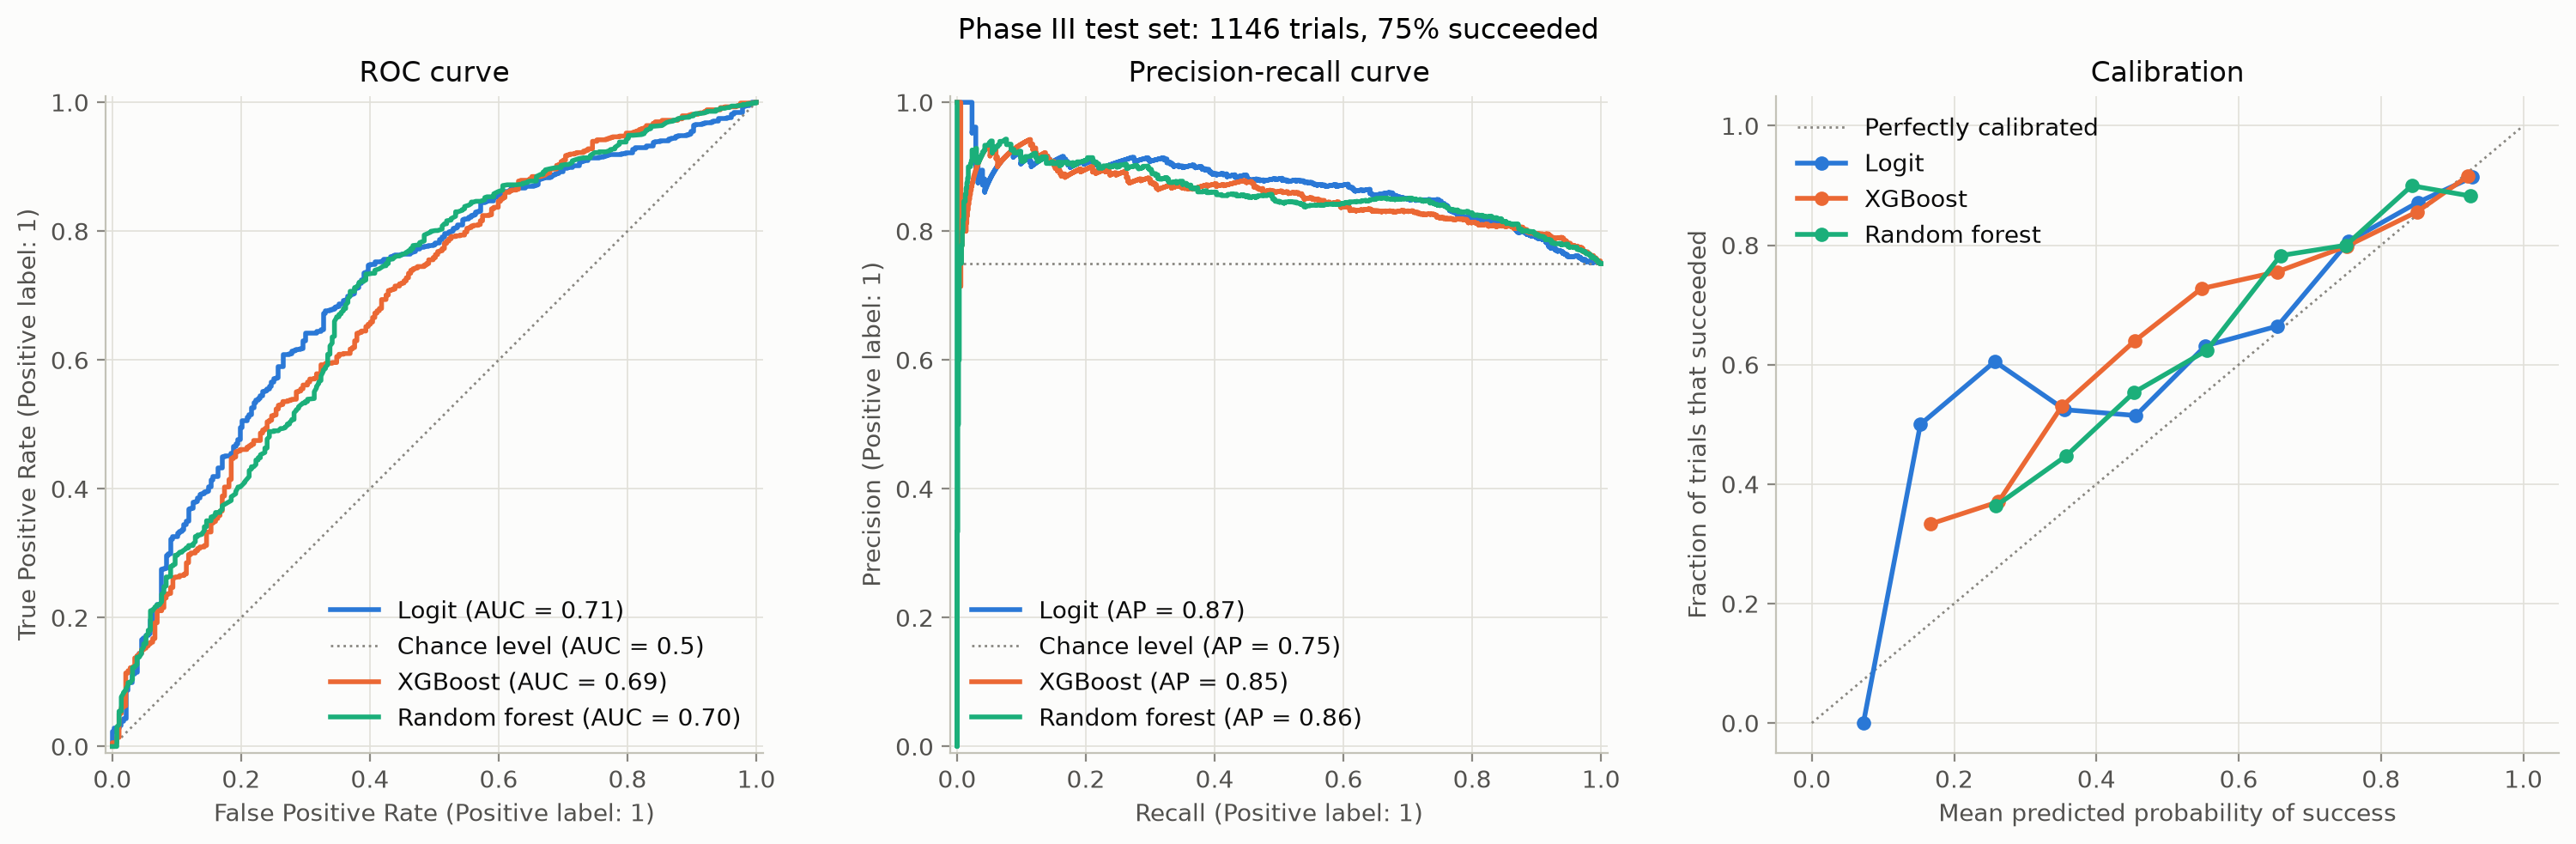 Phase III test set: 1146 trials, 75% succeeded
ROC curve
1.0
0.8
0.6
0.4
0.2
0.0
True Positive Rate (Positive label: 1)
Logit (AUC = 0.71)
Chance level (AUC = 0.5)
XGBoost (AUC = 0.69)
Random forest (AUC = 0.70)
0.0 0.2 0.4 0.6 0.8 1.0
False Positive Rate (Positive label: 1)
Precision-recall curve
1.0
0.8
0.6
0.4
0.2
0.0
Precision (Positive label: 1)
Logit (AP = 0.87)
Chance level (AP = 0.75)
XGBoost (AP = 0.85)
Random forest (AP = 0.86)
0.0 0.2 0.4 0.6 0.8 1.0
Recall (Positive label: 1)
Calibration
1.0
0.8
0.6
0.4
0.2
0.0
Fraction of trials that succeeded
Perfectly calibrated
Logit
XGBoost
Random forest
0.0 0.2 0.4 0.6 0.8 1.0
Mean predicted probability of success